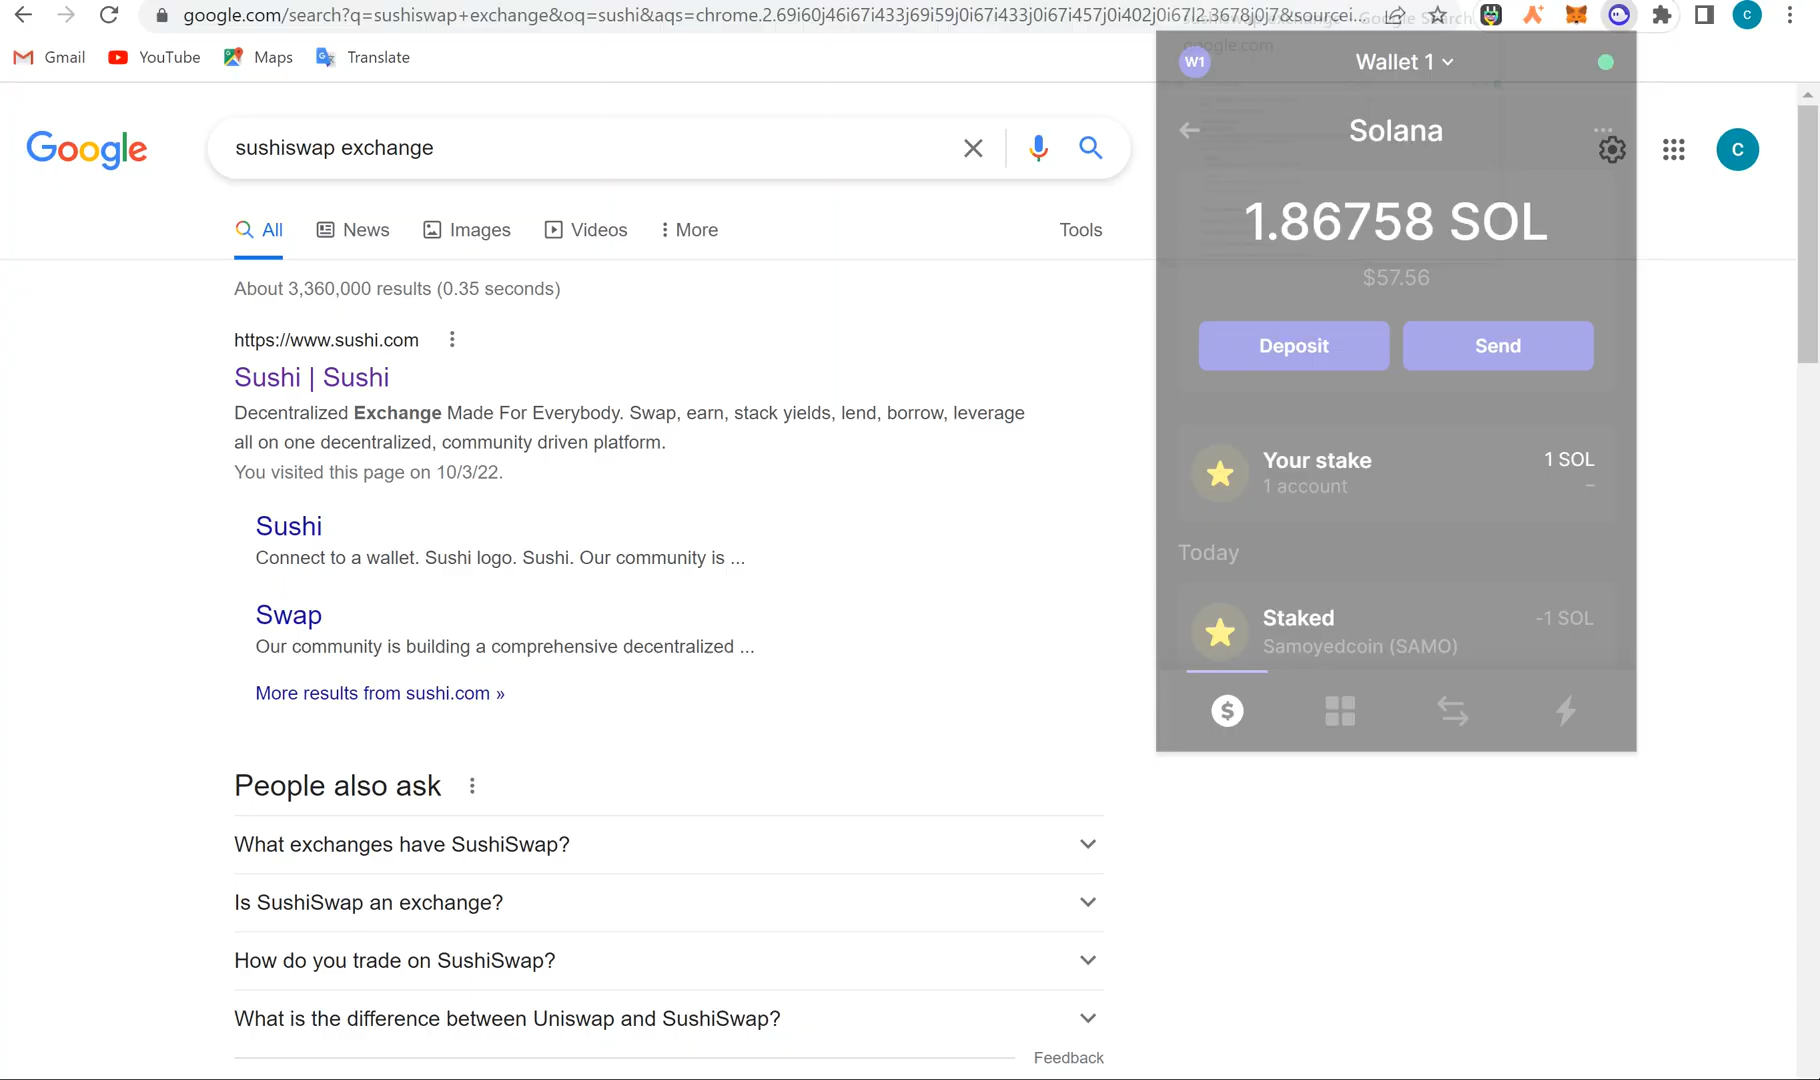 google.com/search?q=sushiswap+exchange&oq=sushi&aqs=chrome.2.69i60j46i67i433j69i59j0i67i433j0i67i457j0i402j0i67l2.3678j0j7&sourcei...
C
Gmail
YouTube
Maps
Translate
google.com
W1
Wallet 1
Google
sushiswap exchange
Solana
C
1.86758 SOL
All
News
Images
Videos
More
Tools
$57.56
About 3,360,000 results (0.35 seconds)
Deposit
Send
https://www.sushi.com
Sushi | Sushi
Decentralized Exchange Made For Everybody. Swap, earn, stack yields, lend, borrow, leverage
all on one decentralized, community driven platform.
You visited this page on 10/3/22.
Your stake
1 SOL
1 account
–
Sushi
Connect to a wallet. Sushi logo. Sushi. Our community is ...
Today
Swap
Our community is building a comprehensive decentralized ...
Staked
-1 SOL
Samoyedcoin (SAMO)
More results from sushi.com »
People also ask
What exchanges have SushiSwap?
Is SushiSwap an exchange?
How do you trade on SushiSwap?
What is the difference between Uniswap and SushiSwap?
Feedback